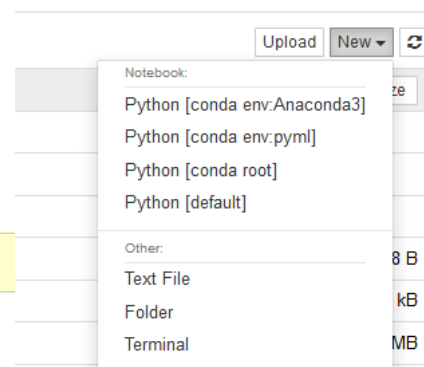 Upload New
Notebook:
ze
Python [conda env:Anaconda3]
Python [conda env:pyml]
Python [conda root]
Python [default]
Other:
8 B
Text File
kB
Folder
Terminal
MB